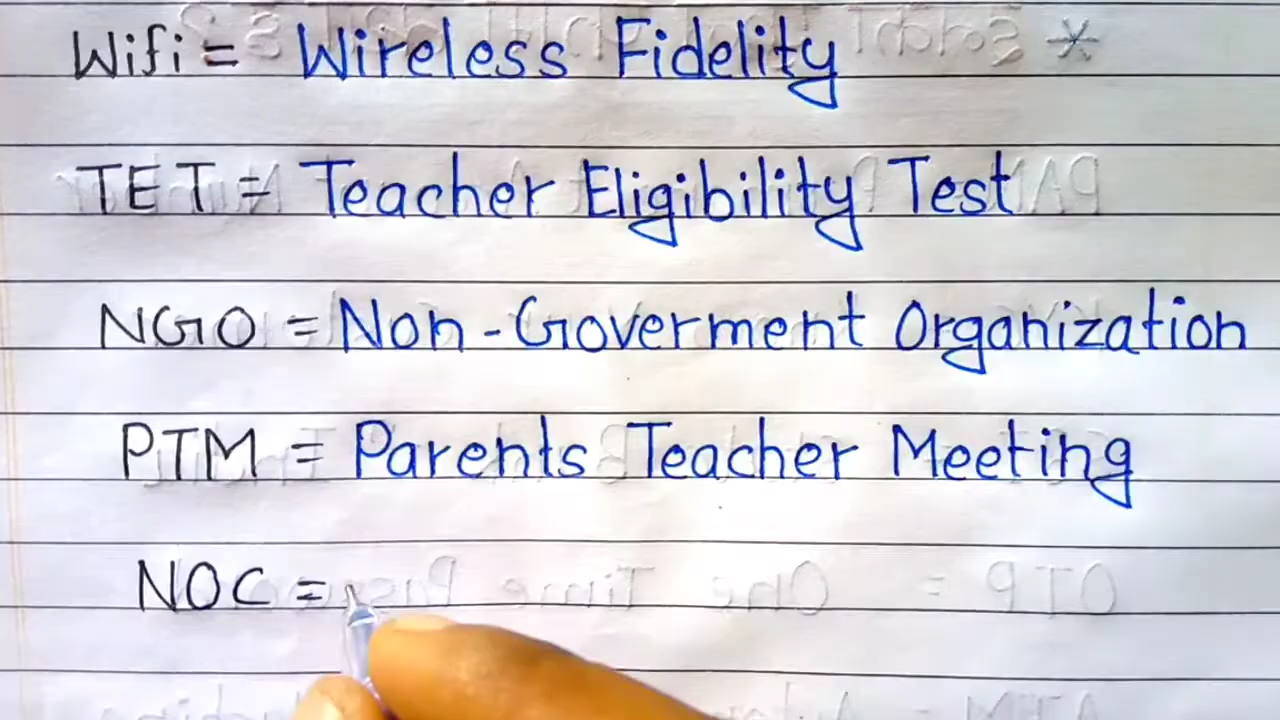 Wifi = Wireless Fidelity
TET = Teacher Eligibility Test
NGO = Non-Goverment Organization
PTM = Parents Teacher Meeting
NOC =